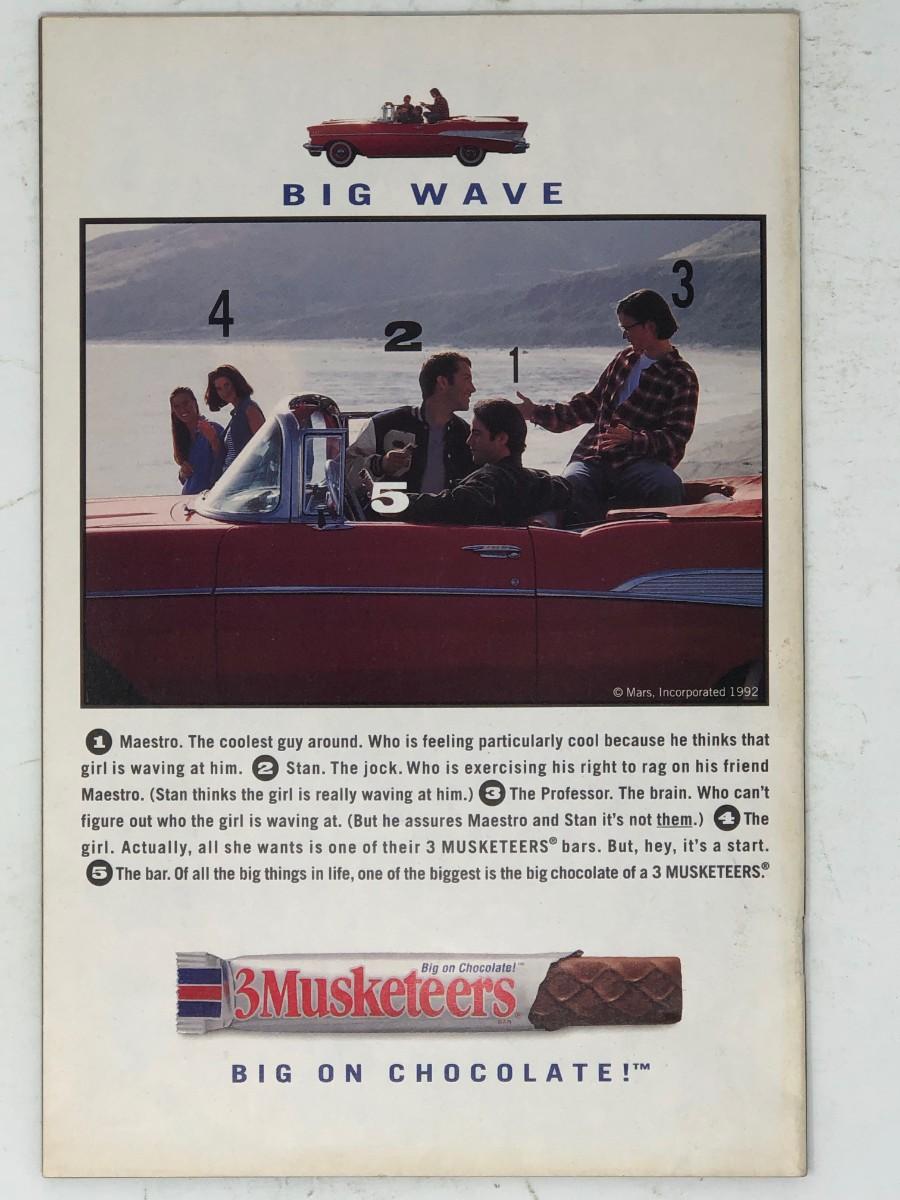 BIG WAVE
4
2
1
3
5
© Mars, Incorporated 1992
1 Maestro. The coolest guy around. Who is feeling particularly cool because he thinks that
girl is waving at him. 2 Stan. The jock. Who is exercising his right to rag on his friend
Maestro. (Stan thinks the girl is really waving at him.) 3 The Professor. The brain. Who can't
figure out who the girl is waving at. (But he assures Maestro and Stan it's not them.) 4 The
girl. Actually, all she wants is one of their 3 MUSKETEERS® bars. But, hey, it's a start.
5 The bar. Of all the big things in life, one of the biggest is the big chocolate of a 3 MUSKETEERS.®
Big on Chocolate!™
3Musketeers®
BAR
BIG ON CHOCOLATE!™